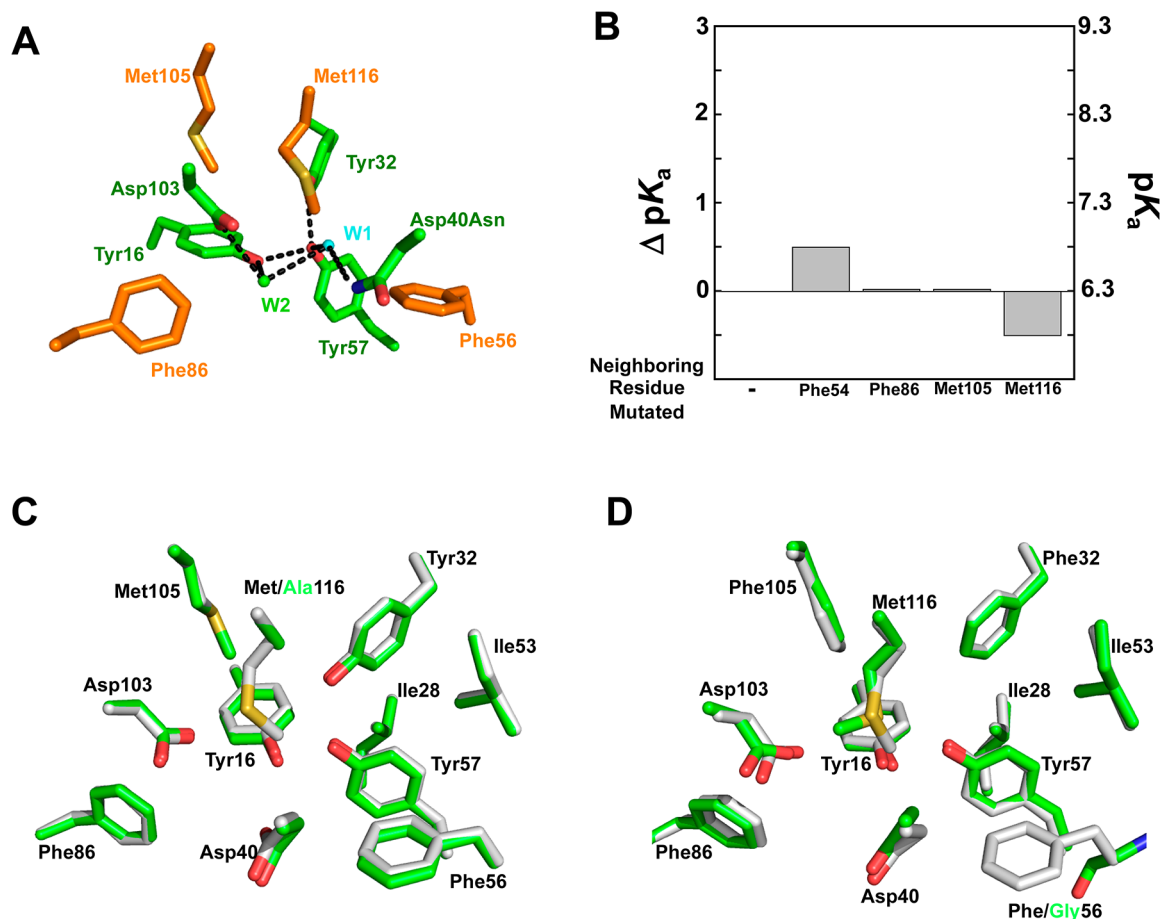 A
Met105
Met116
Tyr32
Asp103
Asp40Asn
W1
Tyr16
W2
Tyr57
Phe56
Phe86
B
3
2
1
0
Δ pKa
9.3
8.3
7.3
6.3
pKa
Neighboring
Residue
Mutated
-
Phe54
Phe86
Met105
Met116
C
Met105
Met/Ala116
Tyr32
Ile53
Asp103
Ile28
Tyr16
Tyr57
Phe86
Asp40
Phe56
D
Phe105
Phe32
Met116
Ile53
Asp103
Ile28
Tyr16
Tyr57
Phe86
Asp40
Phe/Gly56